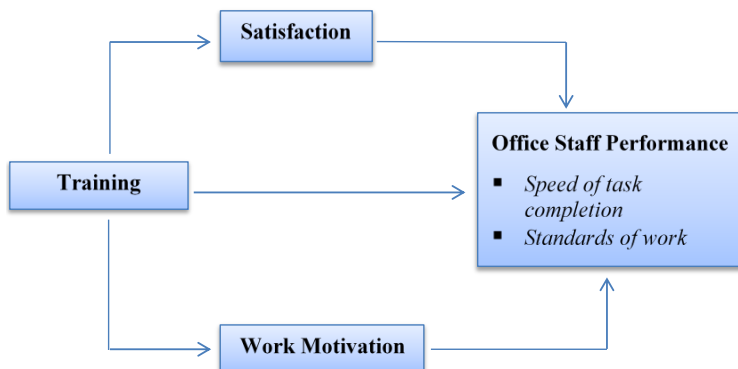 Satisfaction
Office Staff Performance
▪ Speed of task
completion
▪ Standards of work
Training
Work Motivation